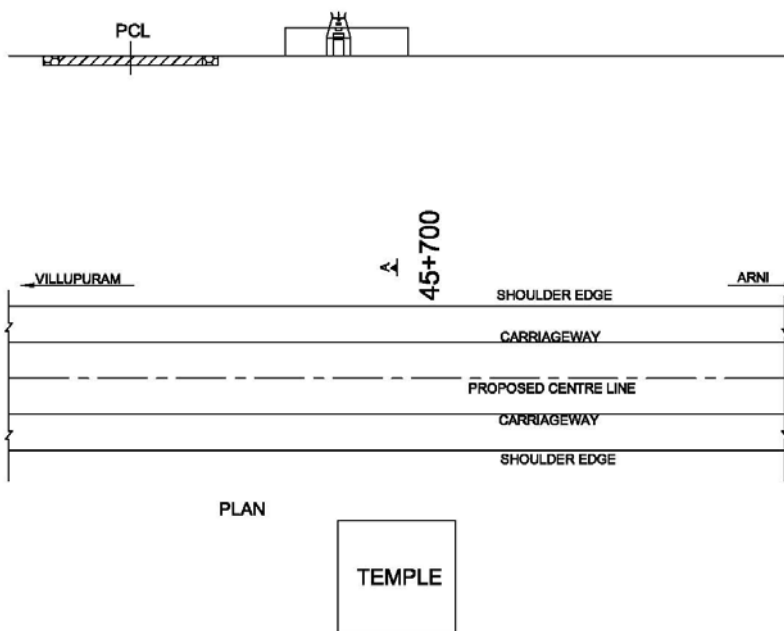 PCL
45+700
A
VILLUPURAM
ARNI
SHOULDER EDGE
CARRIAGEWAY
PROPOSED CENTRE LINE
CARRIAGEWAY
SHOULDER EDGE
PLAN
TEMPLE